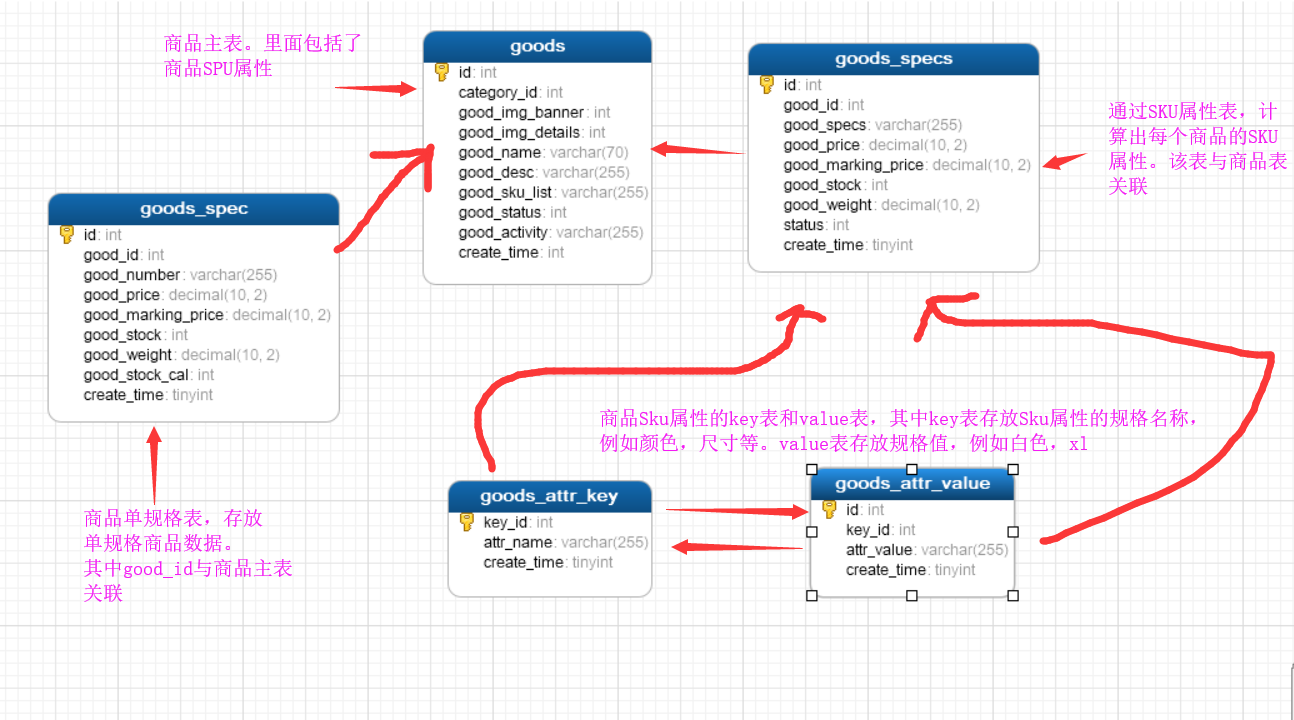 商品主表。里面包括了
商品SPU属性
goods
id: int
category_id: int
good_img_banner: int
good_img_details: int
good_name: varchar(70)
good_desc: varchar(255)
good_sku_list: varchar(255)
good_status: int
good_activity: varchar(255)
create_time: int
goods_specs
id: int
good_id: int
good_specs: varchar(255)
good_price: decimal(10, 2)
good_marking_price: decimal(10, 2)
good_stock: int
good_weight: decimal(10, 2)
status: int
create_time: tinyint
通过SKU属性表，计
算出每个商品的SKU
属性。该表与商品表
关联
goods_spec
id: int
good_id: int
good_number: varchar(255)
good_price: decimal(10, 2)
good_marking_price: decimal(10, 2)
good_stock: int
good_weight: decimal(10, 2)
good_stock_cal: int
create_time: tinyint
商品单规格表，存放
单规格商品数据。
其中good_id与商品主表
关联
商品Sku属性的key表和value表，其中key表存放Sku属性的规格名称，
例如颜色，尺寸等。value表存放规格值，例如白色，xl
goods_attr_key
key_id: int
attr_name: varchar(255)
create_time: tinyint
goods_attr_value
id: int
key_id: int
attr_value: varchar(255)
create_time: tinyint